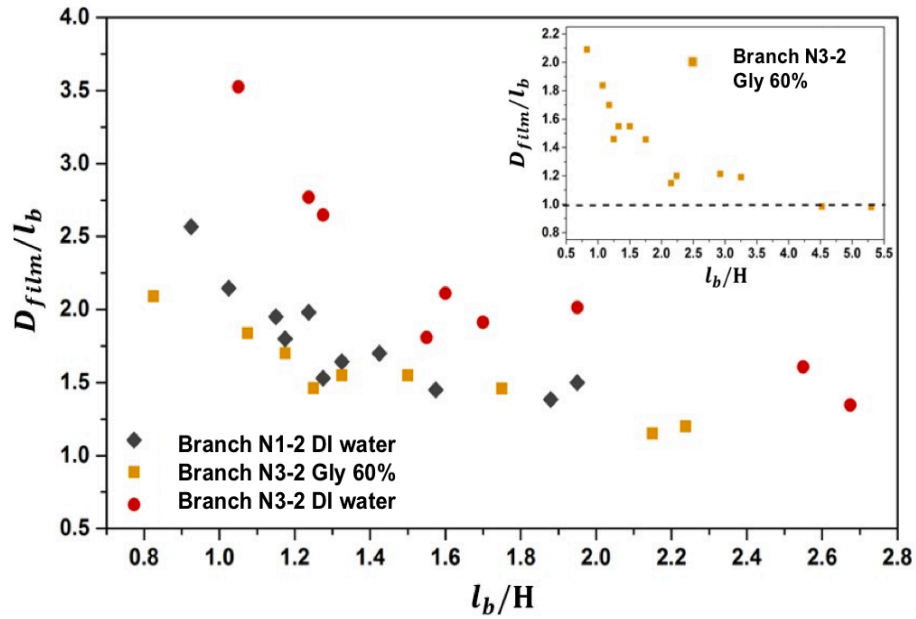 4.0
3.5
3.0
2.5
2.0
1.5
1.0
0.5
D_film/l_b
0.8 1.0 1.2 1.4 1.6 1.8 2.0 2.2 2.4 2.6 2.8
l_b/H
Branch N1-2 DI water
Branch N3-2 Gly 60%
Branch N3-2 DI water
2.2
2.0
1.8
1.6
1.4
1.2
1.0
0.8
D_film/l_b
Branch N3-2
Gly 60%
0.5 1.0 1.5 2.0 2.5 3.0 3.5 4.0 4.5 5.0 5.5
l_b/H